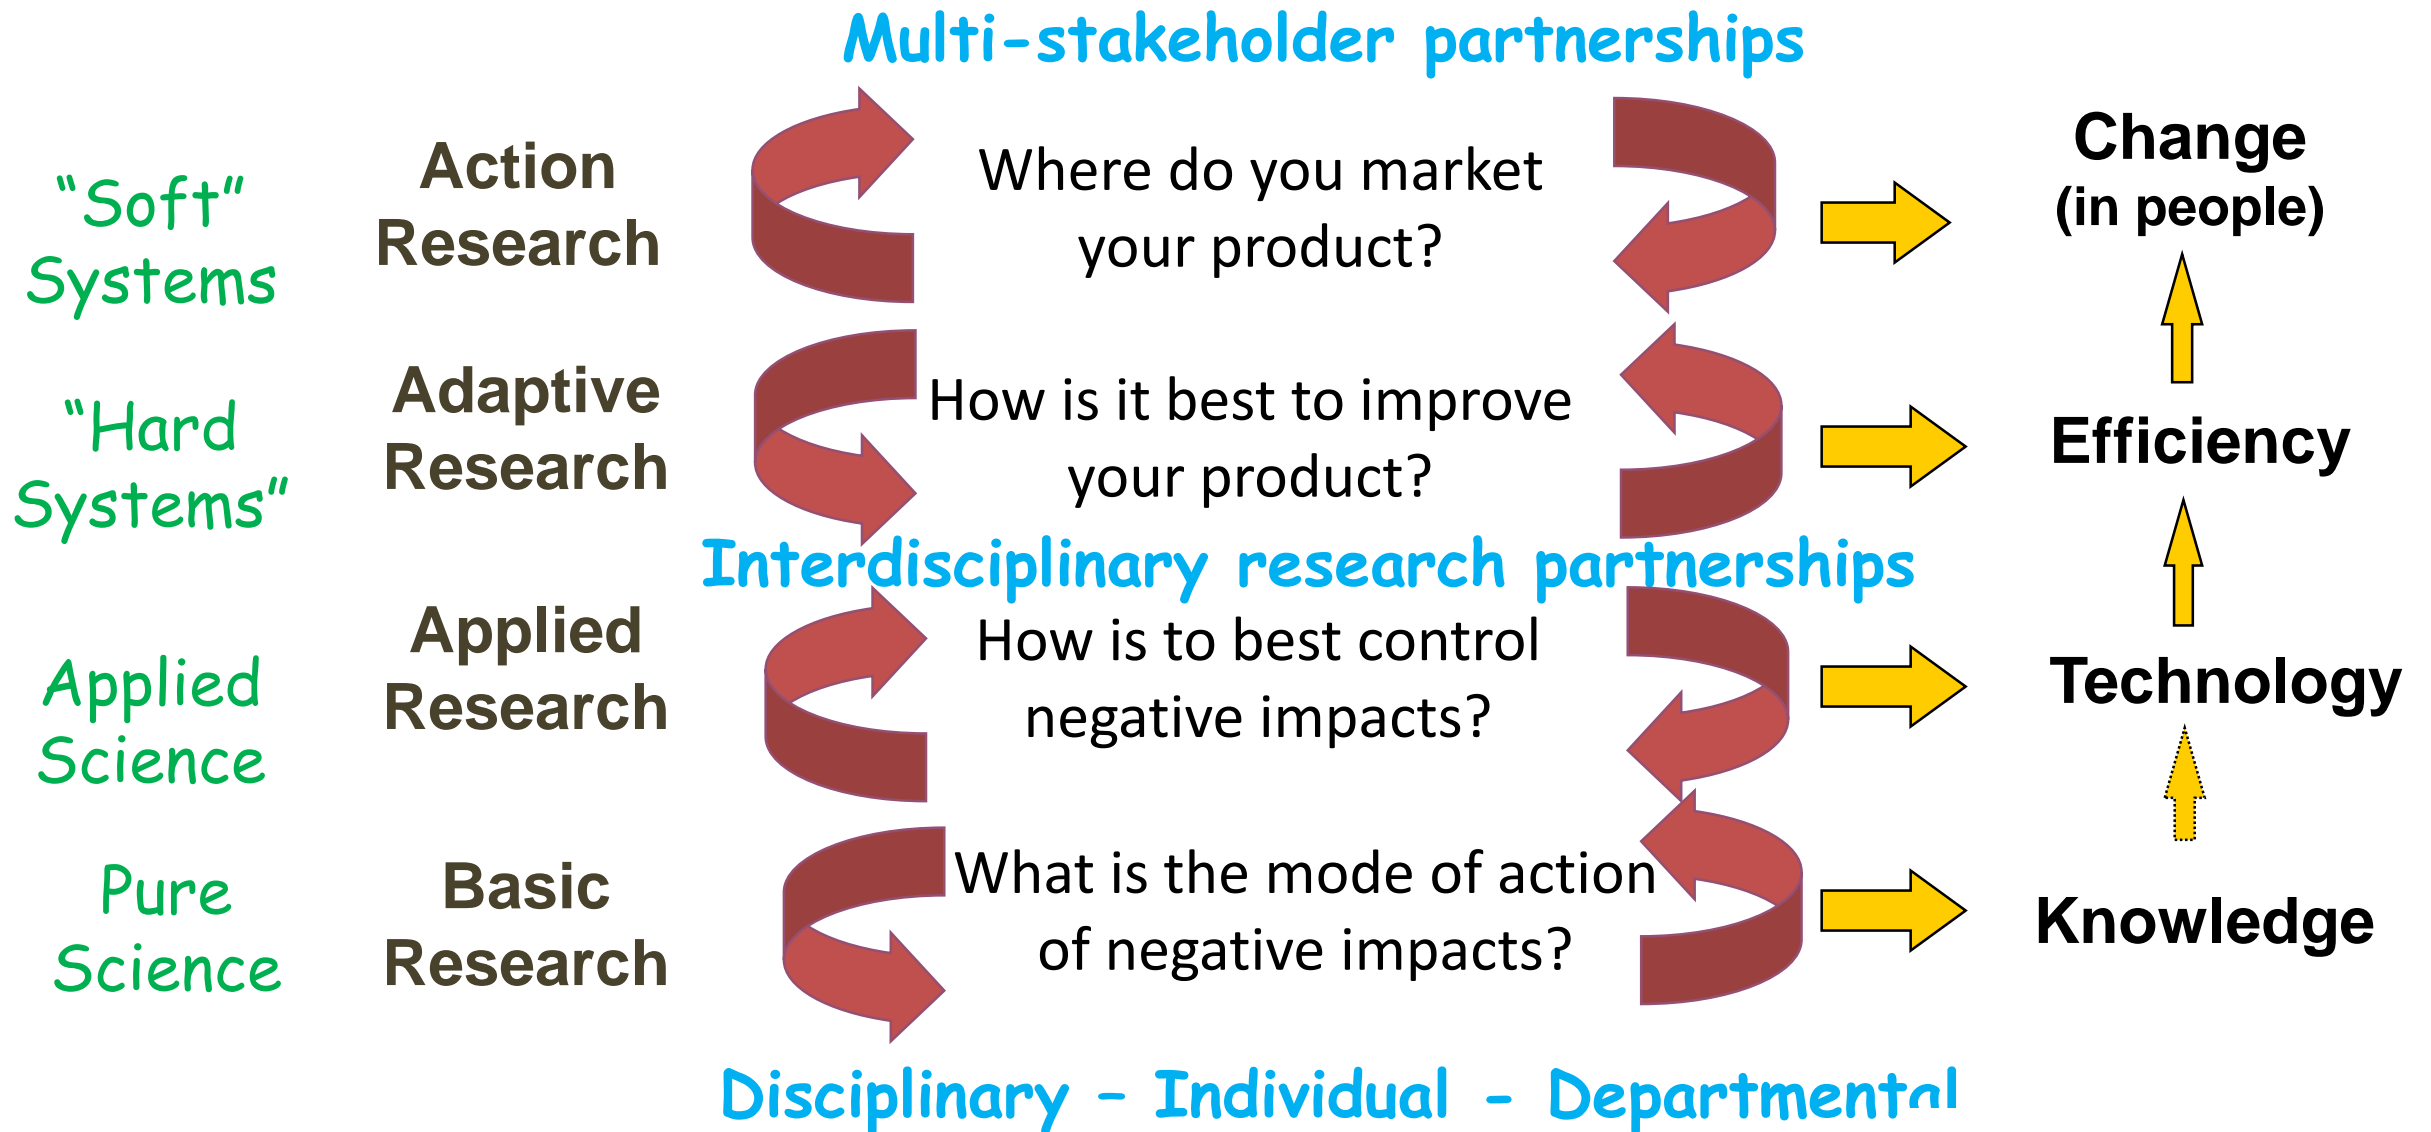 Multi-stakeholder partnerships
“Soft”
Systems
Action
Research
Where do you market
your product?
Change
(in people)
“Hard
Systems”
Adaptive
Research
How is it best to improve
your product?
Efficiency
Interdisciplinary research partnerships
Applied
Science
Applied
Research
How is to best control
negative impacts?
Technology
Pure
Science
Basic
Research
What is the mode of action
of negative impacts?
Knowledge
Disciplinary – Individual - Departmental